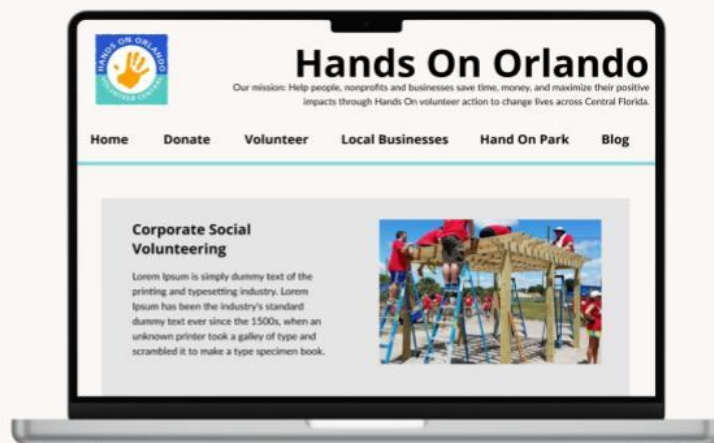 HANDS ON ORLANDO
VOLUNTEER CENTRAL
Hands On Orlando
Our mission: Help people, nonprofits and businesses save time, money, and maximize their positive
impacts through Hands On volunteer action to change lives across Central Florida.
Home Donate Volunteer Local Businesses Hand On Park Blog
Corporate Social
Volunteering
Lorem Ipsum is simply dummy text of the
printing and typesetting industry. Lorem
Ipsum has been the industry's standard
dummy text ever since the 1500s, when an
unknown printer took a galley of type and
scrambled it to make a type specimen book.